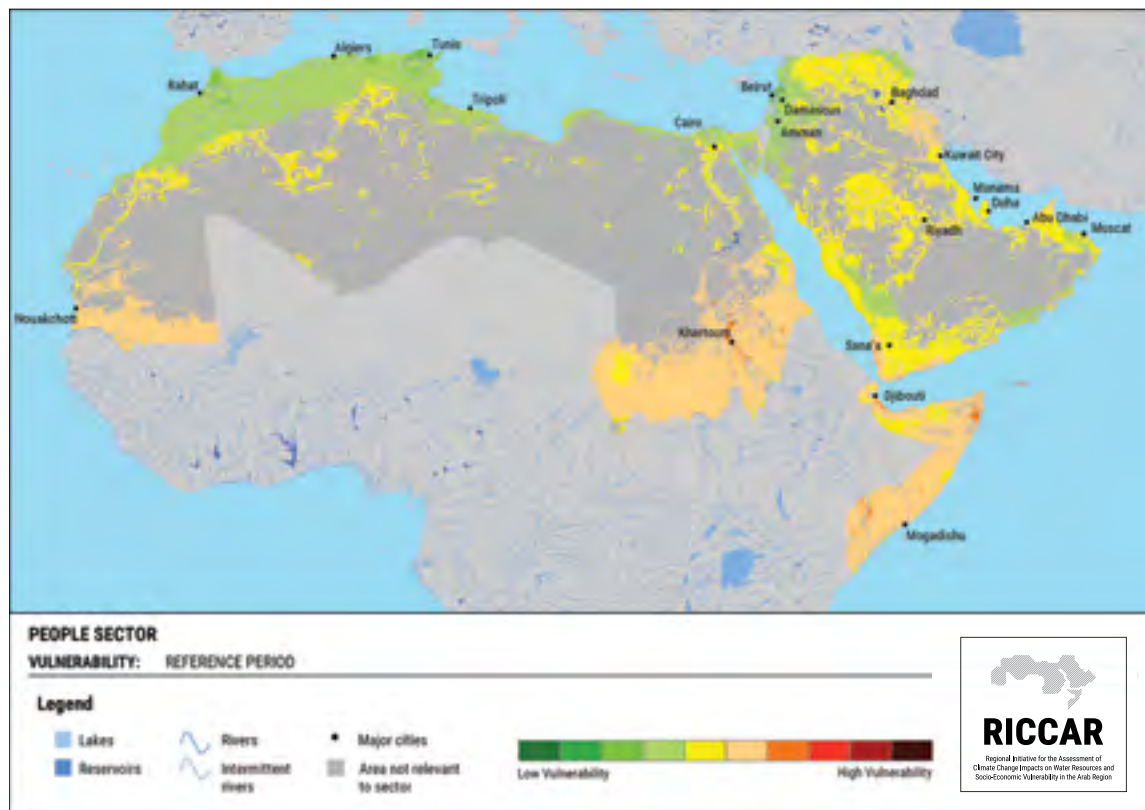 Algiers
Tunis
Rabat
Tripoli
Beirut
Baghdad
Damascus
Cairo
Amman
Kuwait City
Manama
Doha
Abu Dhabi
Riyadh
Muscat
Nouakchott
Khartoum
Sana'a
Djibouti
Mogadishu
PEOPLE SECTOR
VULNERABILITY: REFERENCE PERIOD
Legend
Lakes
Rivers
Major cities
Reservoirs
Intermittent
rivers
Area not relevant
to sector
Low Vulnerability
High Vulnerability
RICCAR
Regional Initiative for the Assessment of
Climate Change Impacts on Water Resources and
Socio-Economic Vulnerability in the Arab Region